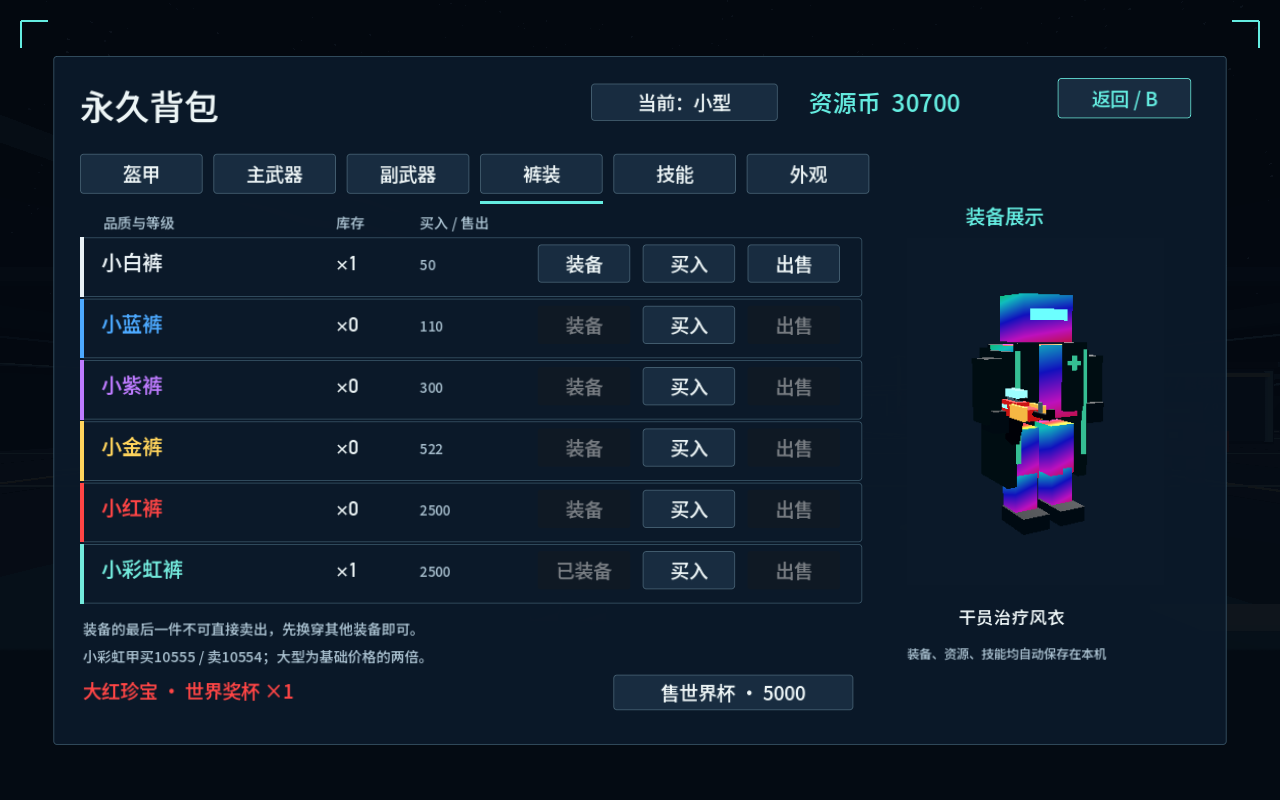 永久背包
当前：小型
资源币 30700
返回 / B
盔甲
主武器
副武器
裤装
技能
外观
品质与等级
库存
买入 / 售出
装备展示
小白裤 ×1 50 装备 买入 出售
小蓝裤 ×0 110 装备 买入 出售
小紫裤 ×0 300 装备 买入 出售
小金裤 ×0 522 装备 买入 出售
小红裤 ×0 2500 装备 买入 出售
小彩虹裤 ×1 2500 已装备 买入 出售
干员治疗风衣
装备、资源、技能均自动保存在本机
装备的最后一件不可直接卖出，先换穿其他装备即可。
小彩虹甲买10555 / 卖10554；大型为基础价格的两倍。
大红珍宝 · 世界奖杯 ×1
售世界杯 · 5000